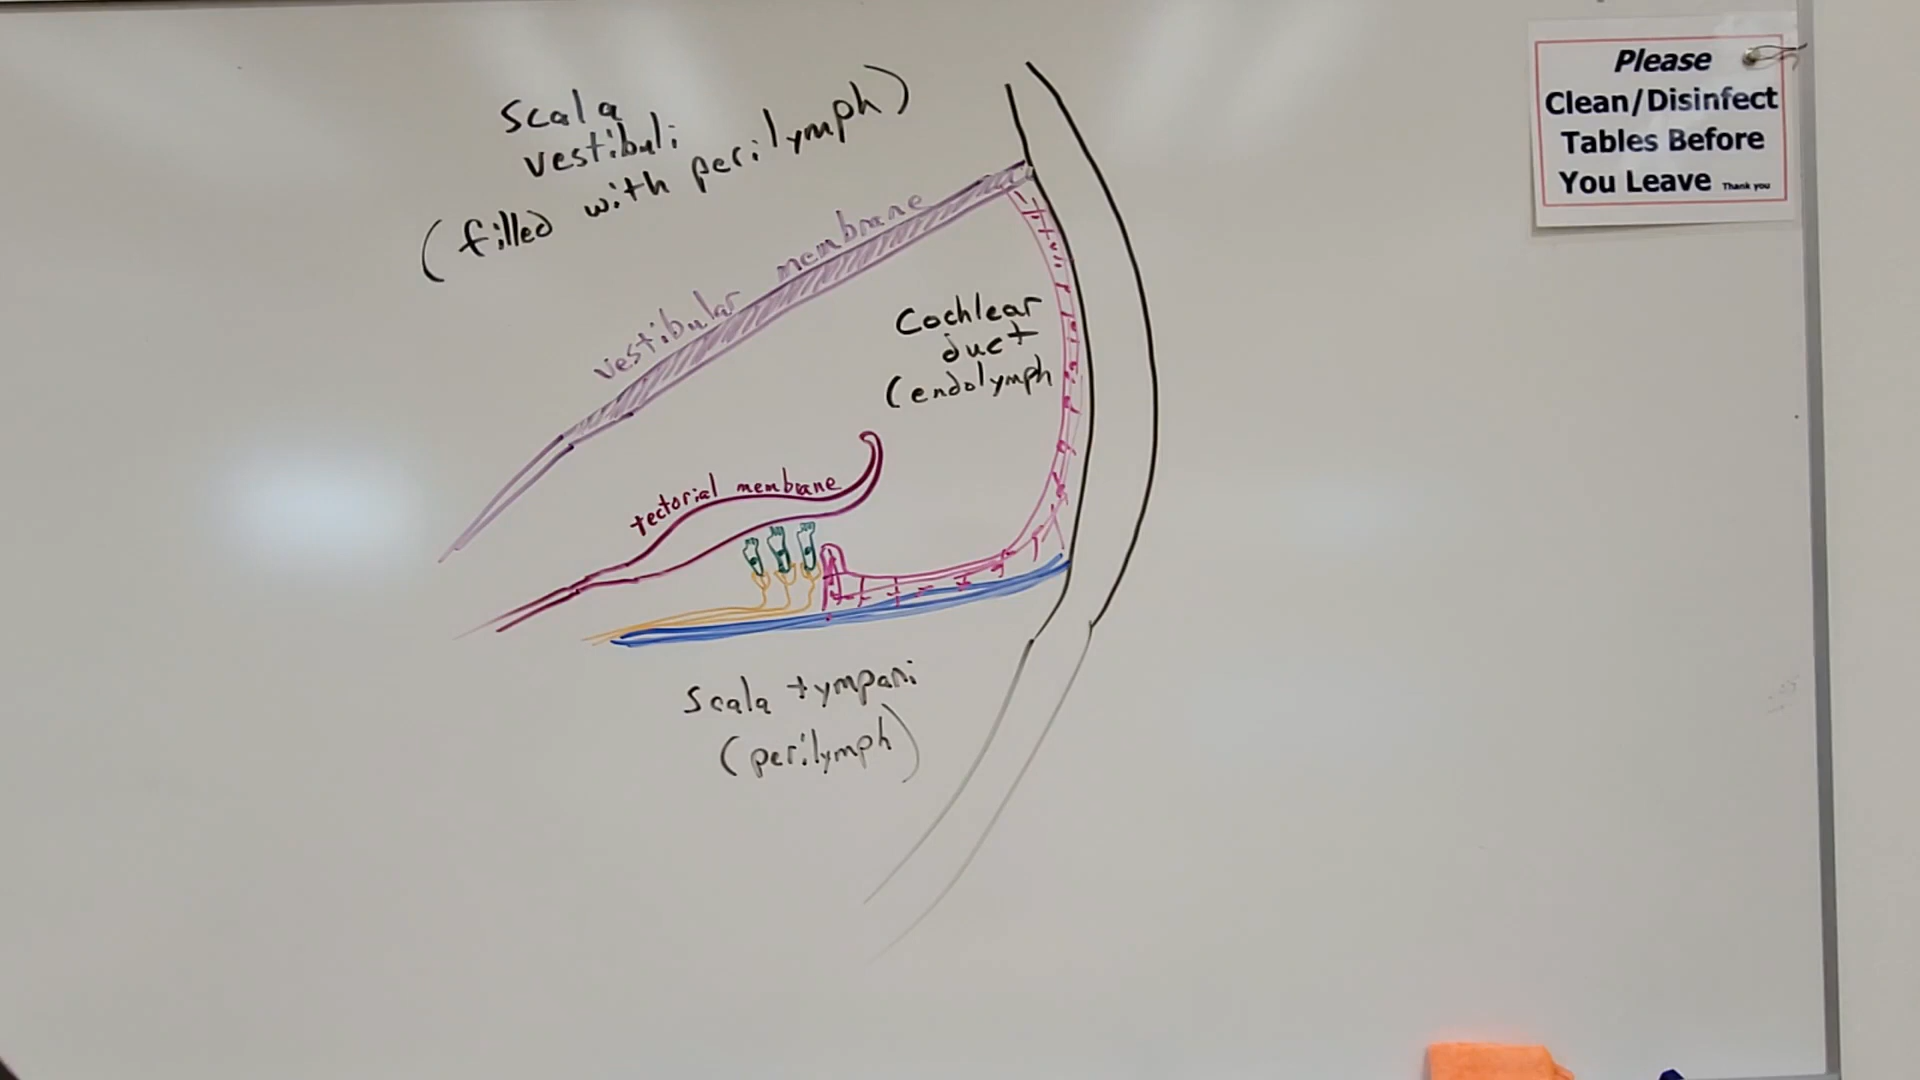 Scala
vestibuli
(filled with perilymph)
vestibular membrane
Cochlear
duct
(endolymph
tectorial membrane
Scala tympani
(perilymph)
Please
Clean/Disinfect
Tables Before
You Leave Thank you